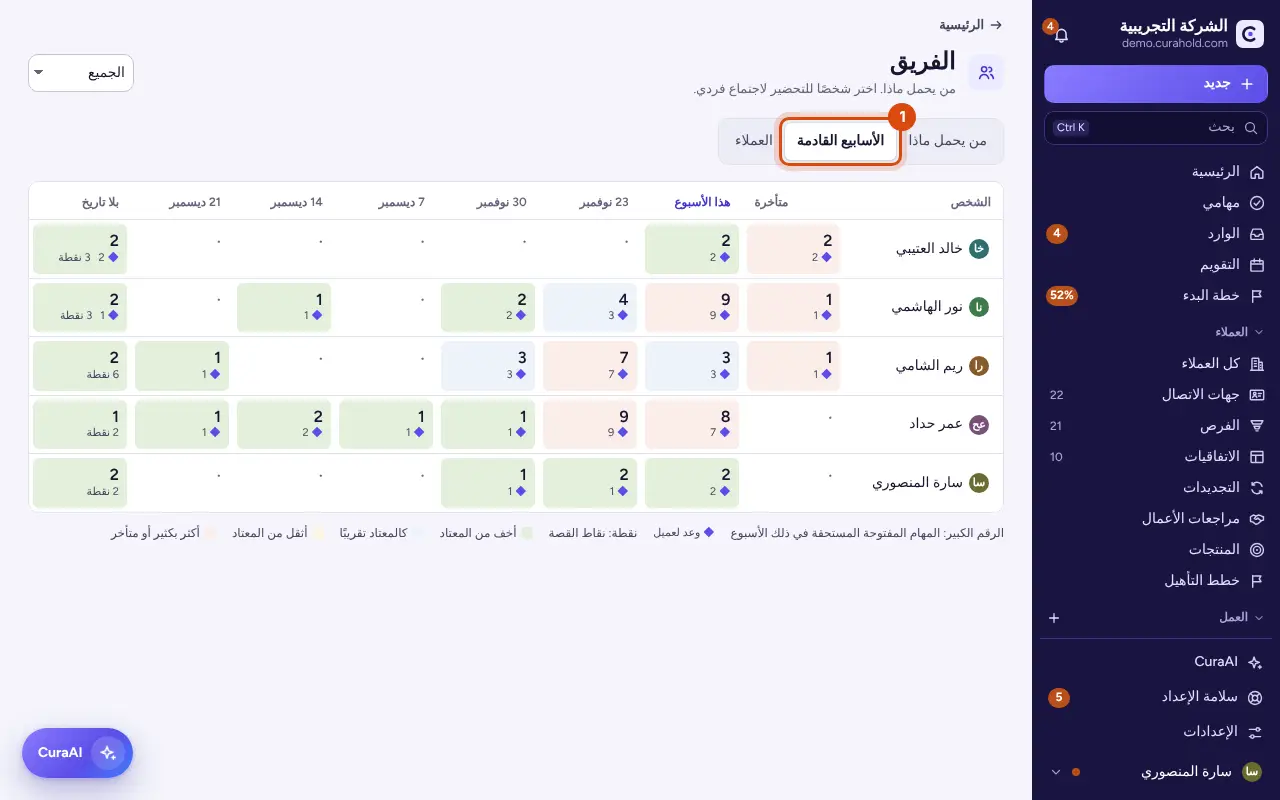 الشركة التجريبية
demo.curahold.com
4
جديد
بحث
Ctrl K
الرئيسية
مهامي
الوارد 4
التقويم
خطة البدء 52%
العملاء
كل العملاء
جهات الاتصال 22
الفرص 21
الاتفاقيات 10
التجديدات
مراجعات الأعمال
المنتجات
خطط التأهيل
العمل
CuraAI
سلامة الإعداد 5
الإعدادات
سا سارة المنصوري
الرئيسية
الفريق
من يحمل ماذا. اختر شخصًا للتحضير لاجتماع فردي.
الجميع
من يحمل ماذا الأسابيع القادمة 1 العملاء
الشخص متأخرة هذا الأسبوع 23 نوفمبر 30 نوفمبر 7 ديسمبر 14 ديسمبر 21 ديسمبر بلا تاريخ
خا خالد العتيبي 2 2 · · · · · 2
2 2 2 3 نقطة
نا نور الهاشمي 1 9 4 2 · 1 · 2
1 9 3 2 1 1 3 نقطة
را ريم الشامي 1 3 7 3 · · 1 2
1 3 7 3 1 6 نقطة
عح عمر حداد · 8 9 1 1 2 1 1
7 9 1 1 2 1 2 نقطة
سا سارة المنصوري · 2 2 1 · · · 2
2 1 1 2 نقطة
الرقم الكبير: المهام المفتوحة المستحقة في ذلك الأسبوع وعد لعميل نقطة: نقاط القصة أخف من المعتاد كالمعتاد تقريبًا أثقل من المعتاد أكثر بكثير أو متأخر
CuraAI